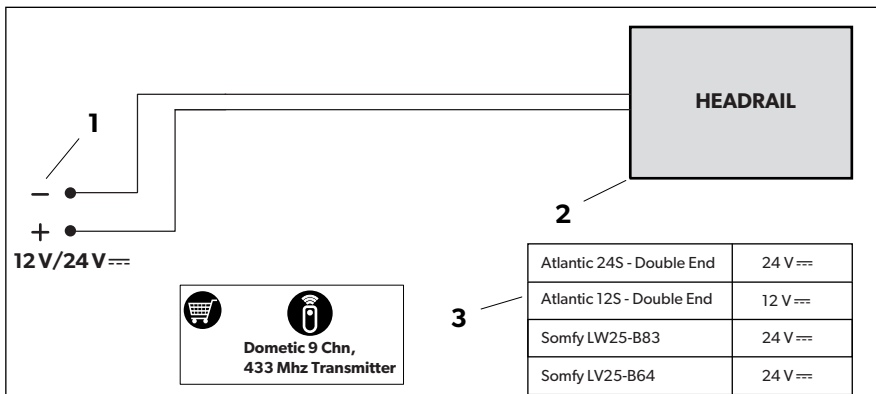 HEADRAIL
1
−
+
12 V/24 V ⎓
2
3
Atlantic 24S - Double End 24 V ⎓
Atlantic 12S - Double End 12 V ⎓
Somfy LW25-B83 24 V ⎓
Somfy LV25-B64 24 V ⎓
Dometic 9 Chn,
433 Mhz Transmitter